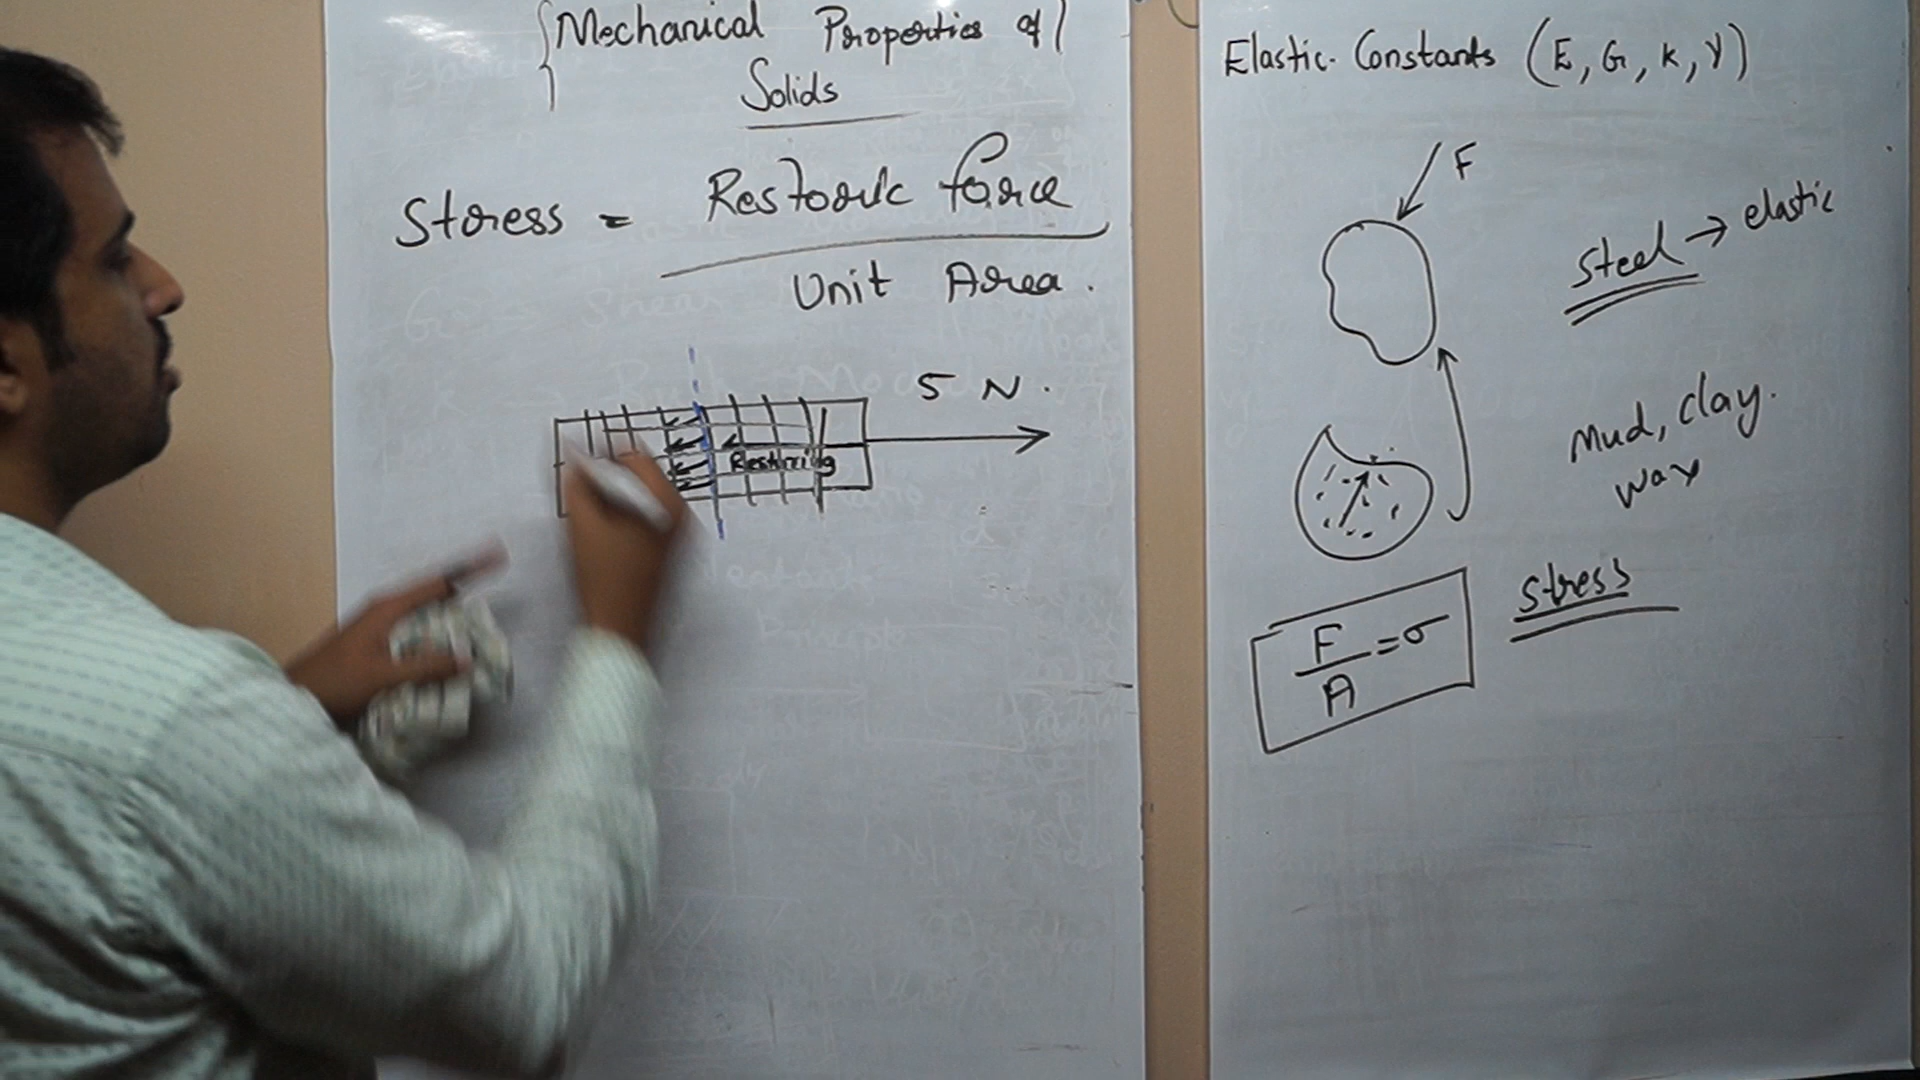 Mechanical Properties of
Solids
Stress = Restoric force
Unit Area.
5 N.
Restoring
Elastic Constants (E, G, K, γ)
F
Steel → elastic
Mud, clay.
wax
F
A
=σ
stress